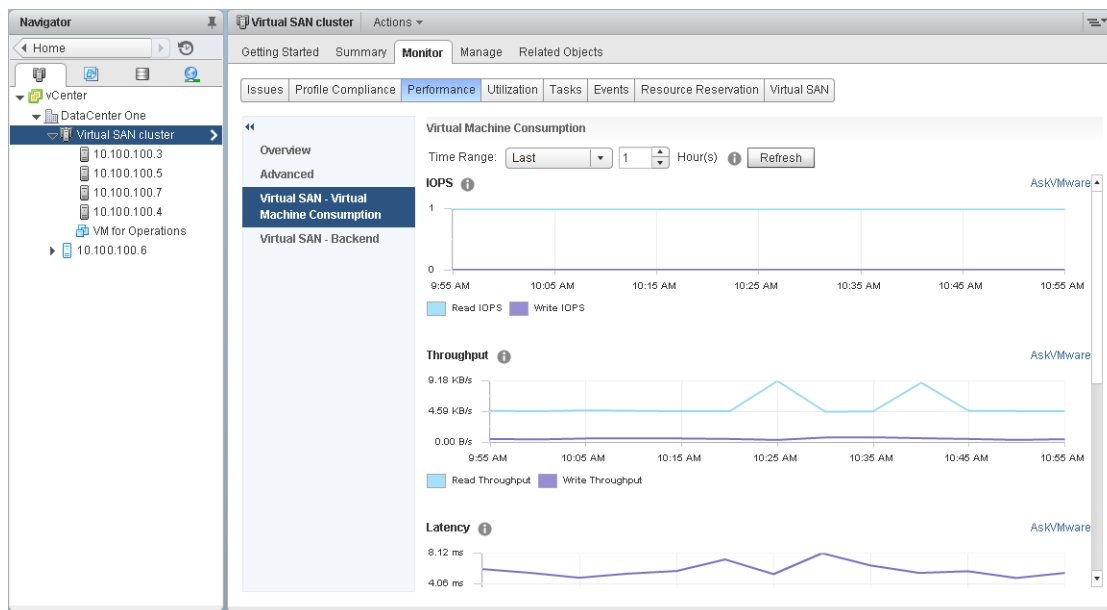 Navigator
Home
vCenter
DataCenter One
Virtual SAN cluster
10.100.100.3
10.100.100.5
10.100.100.7
10.100.100.4
VM for Operations
10.100.100.6
Virtual SAN cluster Actions
Getting Started Summary Monitor Manage Related Objects
Issues Profile Compliance Performance Utilization Tasks Events Resource Reservation Virtual SAN
Overview
Advanced
Virtual SAN - Virtual
Machine Consumption
Virtual SAN - Backend
Virtual Machine Consumption
Time Range: Last 1 Hour(s) Refresh
IOPS AskVMware
1
0
9:55 AM 10:05 AM 10:15 AM 10:25 AM 10:35 AM 10:45 AM 10:55 AM
Read IOPS Write IOPS
Throughput AskVMware
9.18 KB/s
4.59 KB/s
0.00 B/s
9:55 AM 10:05 AM 10:15 AM 10:25 AM 10:35 AM 10:45 AM 10:55 AM
Read Throughput Write Throughput
Latency AskVMware
8.12 ms
4.06 ms